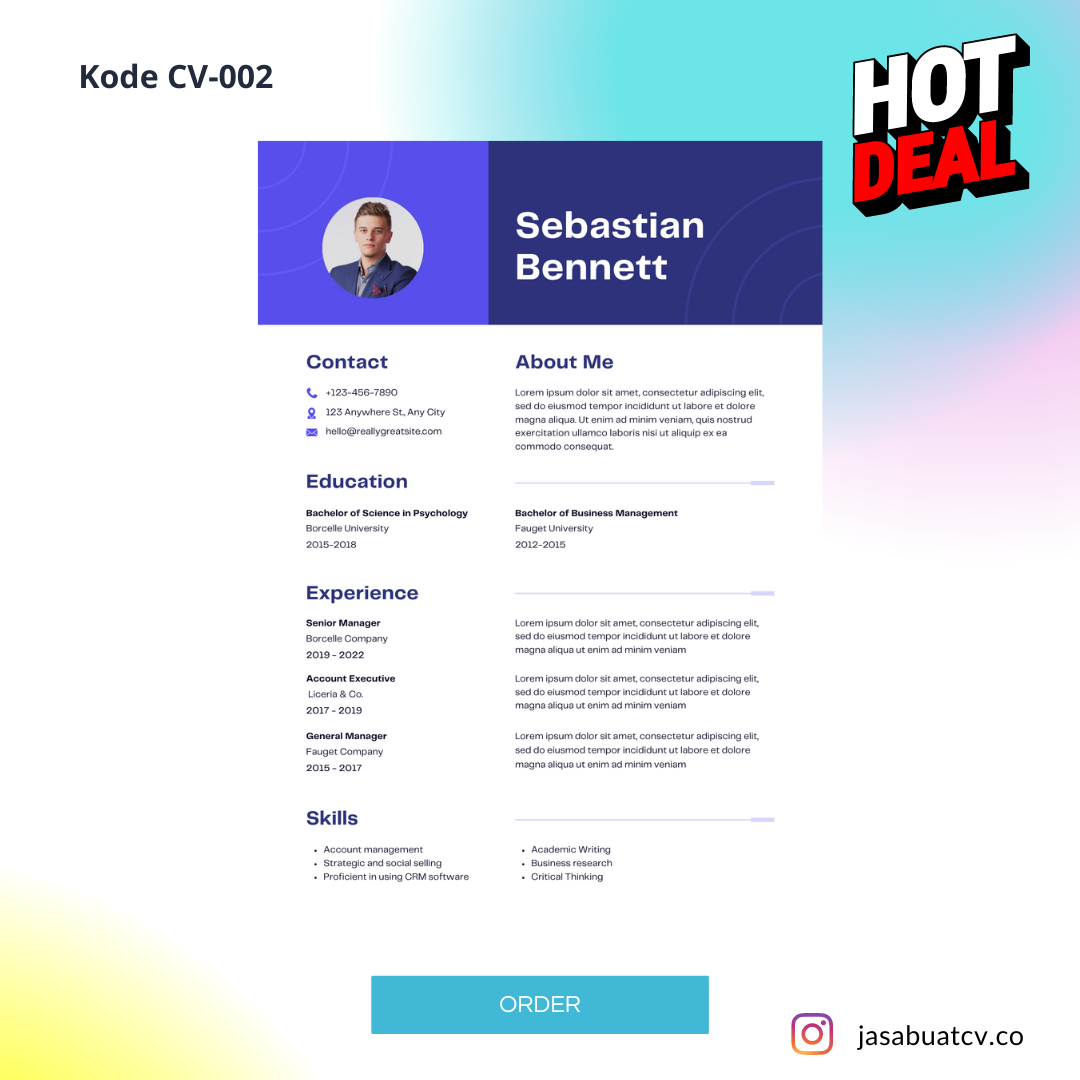 Kode CV-002
HOT
DEAL
Sebastian
Bennett
Contact
+123-456-7890
123 Anywhere St., Any City
hello@reallygreatsite.com
About Me
Lorem ipsum dolor sit amet, consectetur adipiscing elit,
sed do eiusmod tempor incididunt ut labore et dolore
magna aliqua. Ut enim ad minim veniam, quis nostrud
exercitation ullamco laboris nisi ut aliquip ex ea
commodo consequat.
Education
Bachelor of Science in Psychology
Borcelle University
2015-2018
Bachelor of Business Management
Fauget University
2012-2015
Experience
Senior Manager
Borcelle Company
2019 - 2022
Lorem ipsum dolor sit amet, consectetur adipiscing elit,
sed do eiusmod tempor incididunt ut labore et dolore
magna aliqua ut enim ad minim veniam
Account Executive
Liceria & Co.
2017 - 2019
Lorem ipsum dolor sit amet, consectetur adipiscing elit,
sed do eiusmod tempor incididunt ut labore et dolore
magna aliqua ut enim ad minim veniam
General Manager
Fauget Company
2015 - 2017
Lorem ipsum dolor sit amet, consectetur adipiscing elit,
sed do eiusmod tempor incididunt ut labore et dolore
magna aliqua ut enim ad minim veniam
Skills
• Account management
• Strategic and social selling
• Proficient in using CRM software
• Academic Writing
• Business research
• Critical Thinking
ORDER
jasabuatcv.co